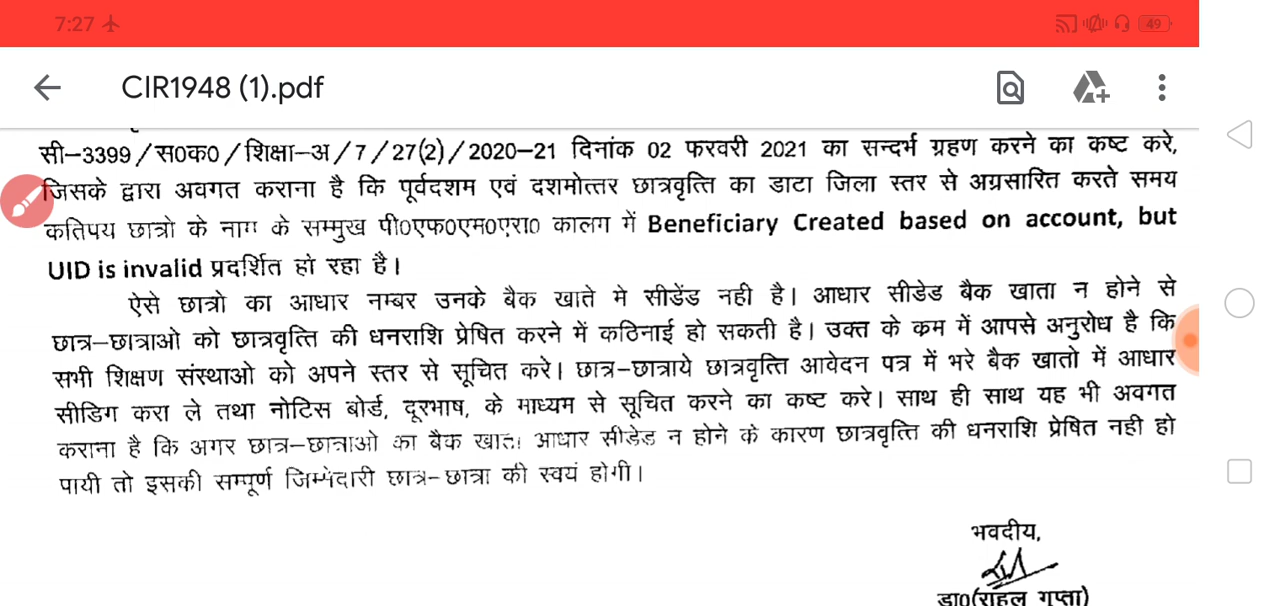 7:27
49
CIR1948 (1).pdf
सी–3399/स0क0/शिक्षा–अ/7/27(2)/2020–21 दिनांक 02 फरवरी 2021 का सन्दर्भ ग्रहण करने का कष्ट करे,
जिसके द्वारा अवगत कराना है कि पूर्वदशम एवं दशमोत्तर छात्रवृत्ति का डाटा जिला स्तर से अग्रसारित करते समय
कतिपय छात्रो के नाम के सम्मुख पी0एफ0एम0एस0 कालम में Beneficiary Created based on account, but
UID is invalid प्रदर्शित हो रहा है।
ऐसे छात्रो का आधार नम्बर उनके बैक खाते मे सीडेंड नही है। आधार सीडेड बैक खाता न होने से
छात्र–छात्राओ को छात्रवृत्ति की धनराशि प्रेषित करने में कठिनाई हो सकती है। उक्त के क्रम में आपसे अनुरोध है कि
सभी शिक्षण संस्थाओ को अपने स्तर से सूचित करे। छात्र–छात्राये छात्रवृत्ति आवेदन पत्र में भरे बैक खातो में आधार
सीडिग करा ले तथा नोटिस बोर्ड, दूरभाष, के माध्यम से सूचित करने का कष्ट करे। साथ ही साथ यह भी अवगत
कराना है कि अगर छात्र–छात्राओ का बैक खाता आधार सीडेड न होने के कारण छात्रवृत्ति की धनराशि प्रेषित नही हो
पायी तो इसकी सम्पूर्ण जिम्मेदारी छात्र–छात्रा की स्वयं होगी।
भवदीय,
डा0(राहुल गुप्ता)